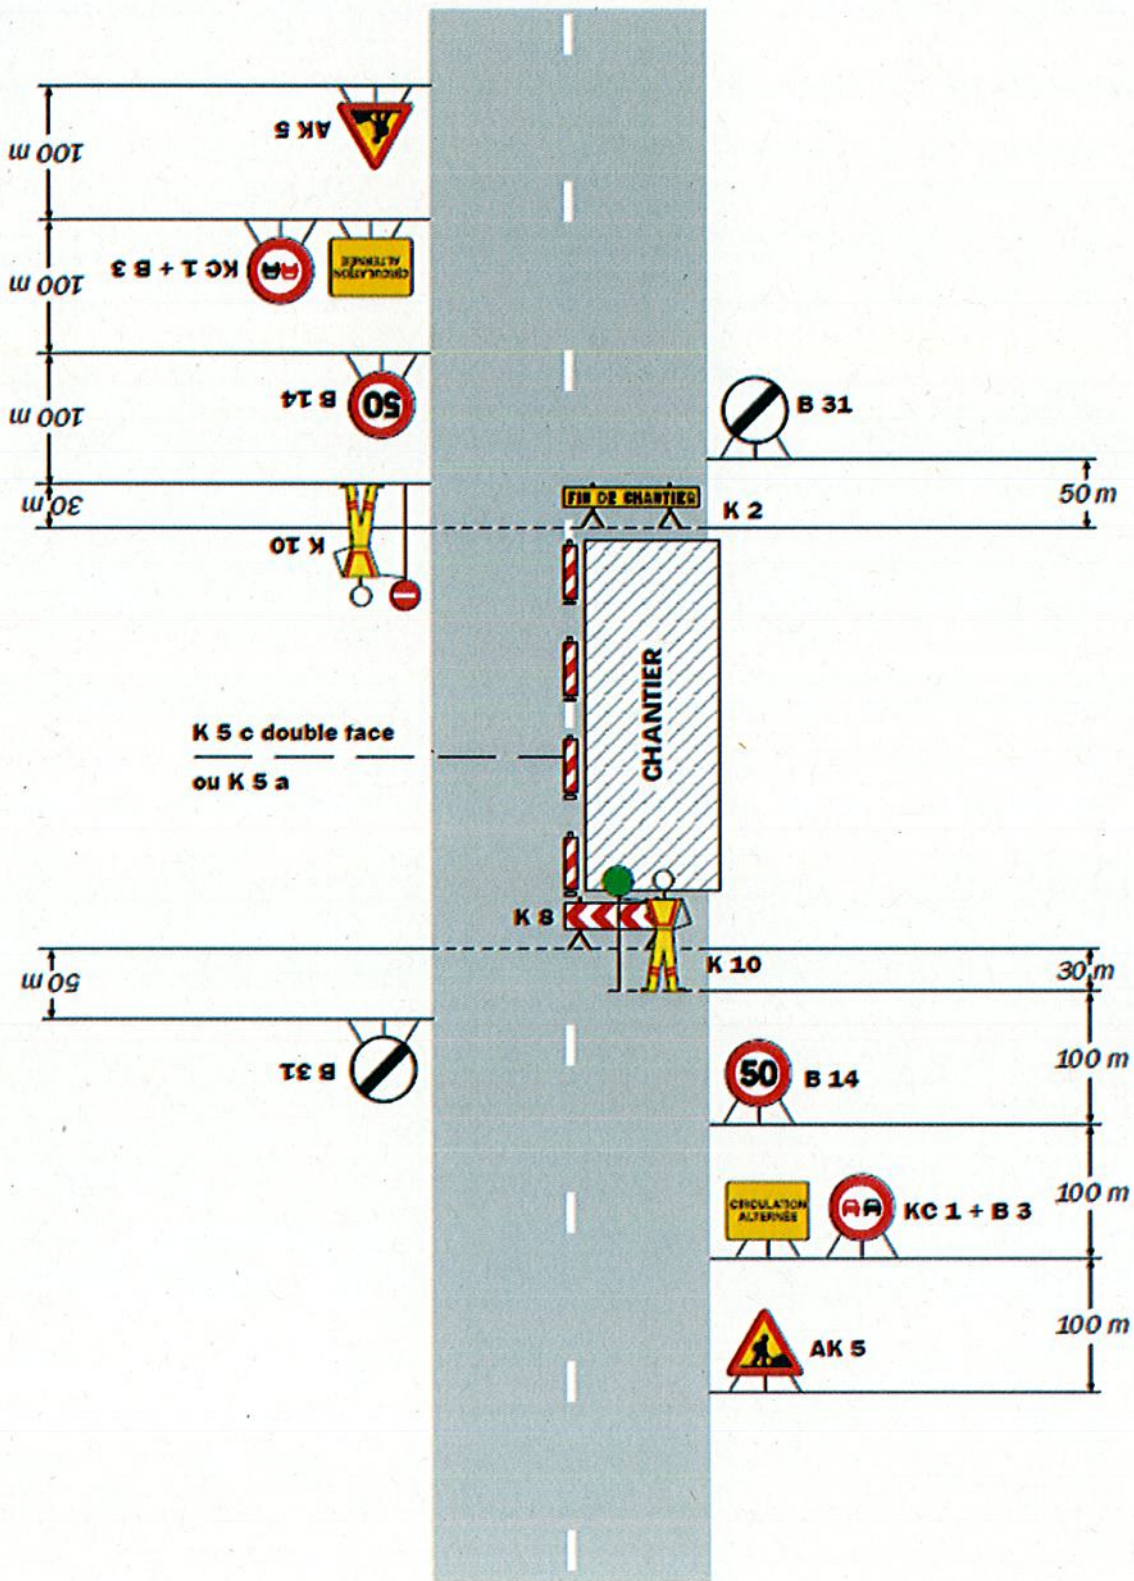 100 m
AK 5
100 m
KC 1 + B 3
CIRCULATION
ALTERNÉE
100 m
B 14
50
B 31
30 m
K 10
FIN DE CHANTIER
K 2
50 m
CHANTIER
K 5 c double face
ou K 5 a
K 8
K 10
30 m
50 m
B 31
50
B 14
100 m
CIRCULATION
ALTERNÉE
KC 1 + B 3
100 m
AK 5
100 m